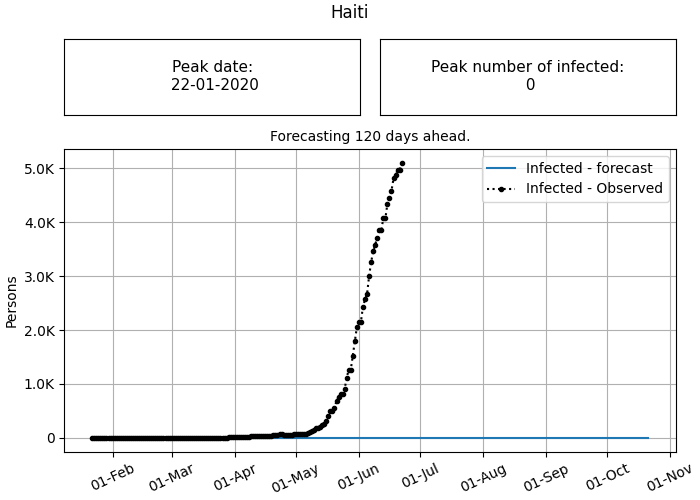 Haiti
Peak date:
22-01-2020
Peak number of infected:
0
Forecasting 120 days ahead.
Infected - forecast
Infected - Observed
Persons
5.0K
4.0K
3.0K
2.0K
1.0K
0
01-Feb
01-Mar
01-Apr
01-May
01-Jun
01-Jul
01-Aug
01-Sep
01-Oct
01-Nov